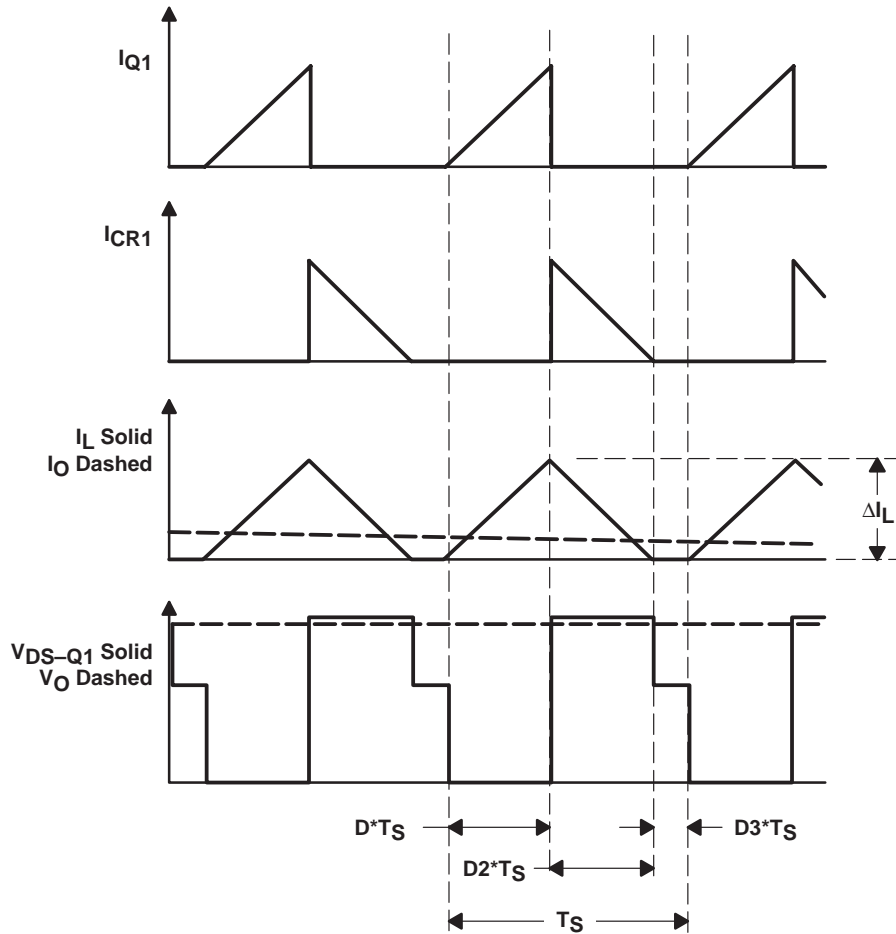 IQ1
ICR1
IL Solid
IO Dashed
ΔIL
VDS–Q1 Solid
VO Dashed
D*TS
D3*TS
D2*TS
TS